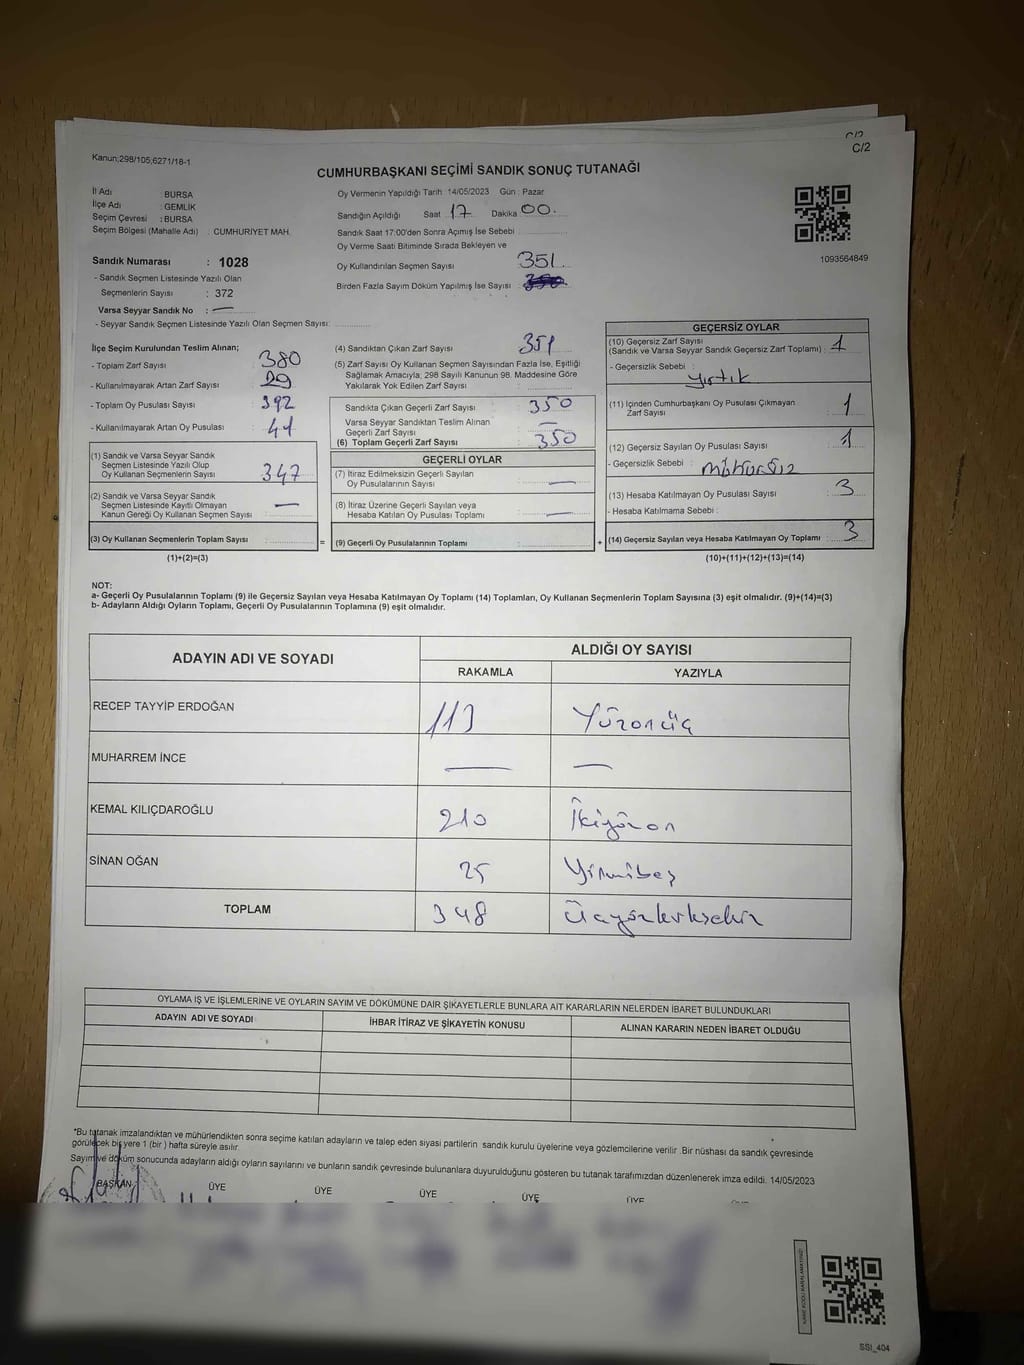 C/2
C/2
Kanun;298/105;6271/18-1
CUMHURBAŞKANI SEÇİMİ SANDIK SONUÇ TUTANAĞI
İl Adı : BURSA
İlçe Adı : GEMLİK
Seçim Çevresi : BURSA
Seçim Bölgesi (Mahalle Adı) : CUMHURİYET MAH.
Oy Vermenin Yapıldığı Tarih : 14/05/2023 Gün : Pazar
Sandığın Açıldığı Saat 17 Dakika 00
Sandık Saat 17:00'den Sonra Açımış İse Sebebi
Oy Verme Saati Bitiminde Sırada Bekleyen ve
Oy Kullandırılan Seçmen Sayısı 351
Birden Fazla Sayım Döküm Yapılmış İse Sayısı
1093564849
Sandık Numarası : 1028
- Sandık Seçmen Listesinde Yazılı Olan
Seçmenlerin Sayısı : 372
Varsa Seyyar Sandık No : —
- Seyyar Sandık Seçmen Listesinde Yazılı Olan Seçmen Sayısı:
İlçe Seçim Kurulundan Teslim Alınan;
- Toplam Zarf Sayısı : 380
- Kullanılmayarak Artan Zarf Sayısı : 29
- Toplam Oy Pusulası Sayısı : 392
- Kullanılmayarak Artan Oy Pusulası : 41
(1) Sandık ve Varsa Seyyar Sandık
Seçmen Listesinde Yazılı Olup
Oy Kullanan Seçmenlerin Sayısı : 347
(2) Sandık ve Varsa Seyyar Sandık
Seçmen Listesinde Kayıtlı Olmayan
Kanun Gereği Oy Kullanan Seçmen Sayısı : —
(3) Oy Kullanan Seçmenlerin Toplam Sayısı :
(1)+(2)=(3)
(4) Sandıktan Çıkan Zarf Sayısı : 351
(5) Zarf Sayısı Oy Kullanan Seçmen Sayısından Fazla İse, Eşitliği
Sağlamak Amacıyla; 298 Sayılı Kanunun 98. Maddesine Göre
Yakılarak Yok Edilen Zarf Sayısı :
Sandıkta Çıkan Geçerli Zarf Sayısı : 350
Varsa Seyyar Sandıktan Teslim Alınan
Geçerli Zarf Sayısı : —
(6) Toplam Geçerli Zarf Sayısı : 350
GEÇERLİ OYLAR
(7) İtiraz Edilmeksizin Geçerli Sayılan
Oy Pusulalarının Sayısı : —
(8) İtiraz Üzerine Geçerli Sayılan veya
Hesaba Katılan Oy Pusulası Toplamı : —
= (9) Geçerli Oy Pusulalarının Toplamı : +
GEÇERSİZ OYLAR
(10) Geçersiz Zarf Sayısı
(Sandık ve Varsa Seyyar Sandık Geçersiz Zarf Toplamı) : 1
- Geçersizlik Sebebi : yırtık
(11) İçinden Cumhurbaşkanı Oy Pusulası Çıkmayan
Zarf Sayısı : 1
(12) Geçersiz Sayılan Oy Pusulası Sayısı : 1
- Geçersizlik Sebebi : mühürsüz
(13) Hesaba Katılmayan Oy Pusulası Sayısı : 3
- Hesaba Katılmama Sebebi :
(14) Geçersiz Sayılan veya Hesaba Katılmayan Oy Toplamı : 3
(10)+(11)+(12)+(13)=(14)
NOT:
a- Geçerli Oy Pusulalarının Toplamı (9) ile Geçersiz Sayılan veya Hesaba Katılmayan Oy Toplamı (14) Toplamları, Oy Kullanan Seçmenlerin Toplam Sayısına (3) eşit olmalıdır. (9)+(14)=(3)
b- Adayların Aldığı Oyların Toplamı, Geçerli Oy Pusulalarının Toplamına (9) eşit olmalıdır.
ADAYIN ADI VE SOYADI
ALDIĞI OY SAYISI
RAKAMLA YAZIYLA
RECEP TAYYİP ERDOĞAN 113 Yüzonüç
MUHARREM İNCE — —
KEMAL KILIÇDAROĞLU 210 İkiyüzon
SİNAN OĞAN 25 Yirmibeş
TOPLAM 348 Üçyüzkırksekiz
OYLAMA İŞ VE İŞLEMLERİNE VE OYLARIN SAYIM VE DÖKÜMÜNE DAİR ŞİKAYETLERLE BUNLARA AİT KARARLARIN NELERDEN İBARET BULUNDUKLARI
ADAYIN ADI VE SOYADI İHBAR İTİRAZ VE ŞİKAYETİN KONUSU ALINAN KARARIN NEDEN İBARET OLDUĞU
*Bu tutanak imzalandıktan ve mühürlendikten sonra seçime katılan adayların ve talep eden siyasi partilerin sandık kurulu üyelerine veya gözlemcilerine verilir .Bir nüshası da sandık çevresinde
görülecek bir yere 1 (bir ) hafta süreyle asılır.
Sayım ve döküm sonucunda adayların aldığı oyların sayılarını ve bunların sandık çevresinde bulunanlara duyurulduğunu gösteren bu tutanak tarafımızdan düzenlenerek imza edildi. 14/05/2023
BAŞKAN ÜYE ÜYE ÜYE ÜYE ÜYE ÜYE
SSI_404